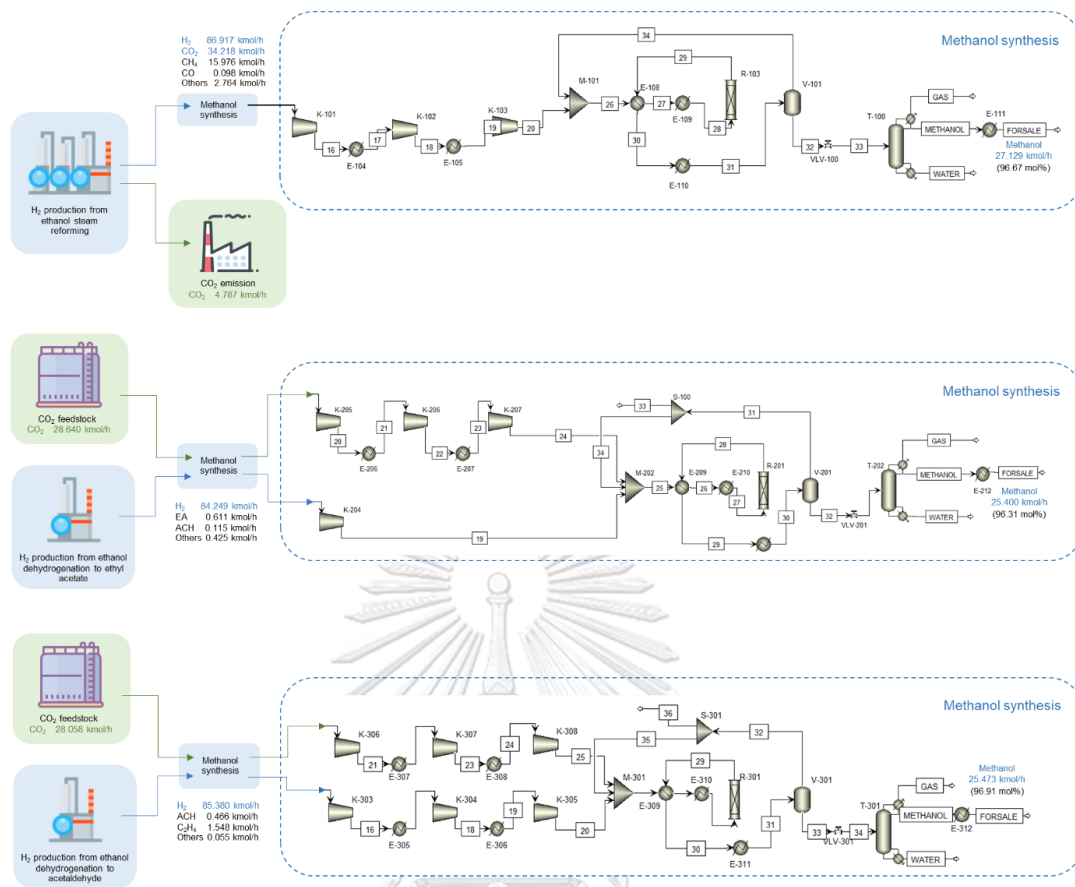 H₂ 86.917 kmol/h
CO₂ 34.218 kmol/h
CH₄ 15.976 kmol/h
CO 0.098 kmol/h
Others 2.764 kmol/h
Methanol
synthesis
H₂ production from
ethanol steam
reforming
CO₂ emission
CO₂ 4.787 kmol/h
Methanol synthesis
K-101
16
E-104
17
K-102
18
E-105
19
K-103
20
M-101
34
26
E-108
27
E-109
28
29
R-103
30
E-110
31
V-101
32
VLV-100
33
T-100
GAS
METHANOL
WATER
E-111
FORSALE
Methanol
27.129 kmol/h
(96.67 mol%)
CO₂ feedstock
CO₂ 28.640 kmol/h
Methanol
synthesis
H₂ production from ethanol
dehydrogenation to ethyl
acetate
H₂ 84.249 kmol/h
EA 0.611 kmol/h
ACH 0.115 kmol/h
Others 0.425 kmol/h
Methanol synthesis
K-205
20
E-206
21
K-206
22
E-207
23
K-207
24
K-204
19
33
S-100
31
34
M-202
26
E-209
26
E-210
27
28
R-201
29
30
V-201
32
VLV-201
T-202
GAS
METHANOL
WATER
E-212
FORSALE
Methanol
25.400 kmol/h
(96.31 mol%)
CO₂ feedstock
CO₂ 28.058 kmol/h
Methanol
synthesis
H₂ production from ethanol
dehydrogenation to
acetaldehyde
H₂ 85.380 kmol/h
ACH 0.466 kmol/h
C₂H₄ 1.548 kmol/h
Others 0.055 kmol/h
Methanol synthesis
K-306
21
E-307
K-307
23
E-308
24
K-308
25
K-303
16
E-305
K-304
18
E-306
19
K-305
20
36
35
S-301
32
M-301
E-309
29
E-310
R-301
30
E-311
31
V-301
33
VLV-301
34
T-301
GAS
METHANOL
WATER
E-312
FORSALE
Methanol
25.473 kmol/h
(96.91 mol%)